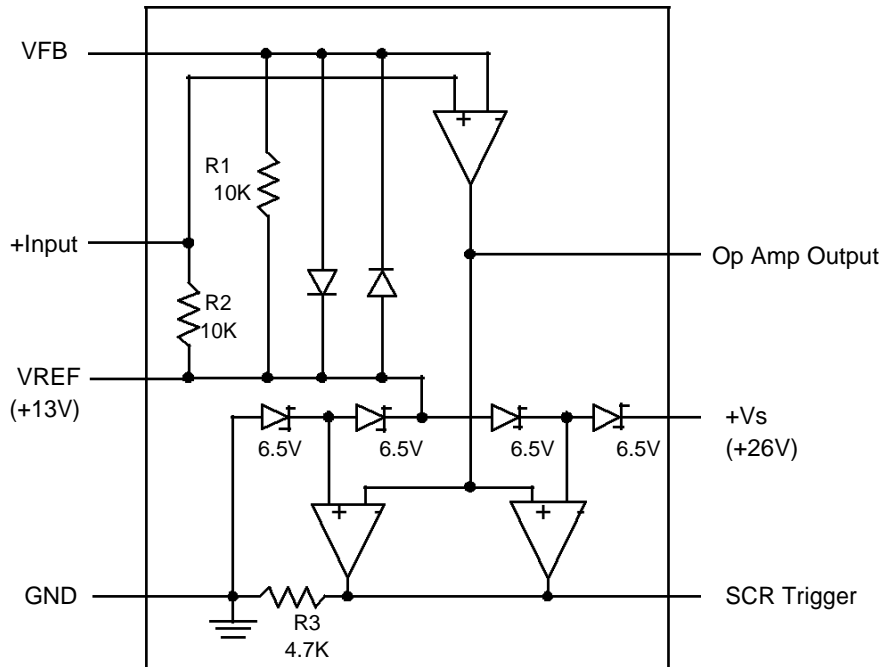 VFB
R1
10K
+ -
+Input
Op Amp Output
R2
10K
VREF
(+13V)
+Vs
(+26V)
6.5V
6.5V
6.5V
6.5V
+ -
+ -
GND
R3
4.7K
SCR Trigger